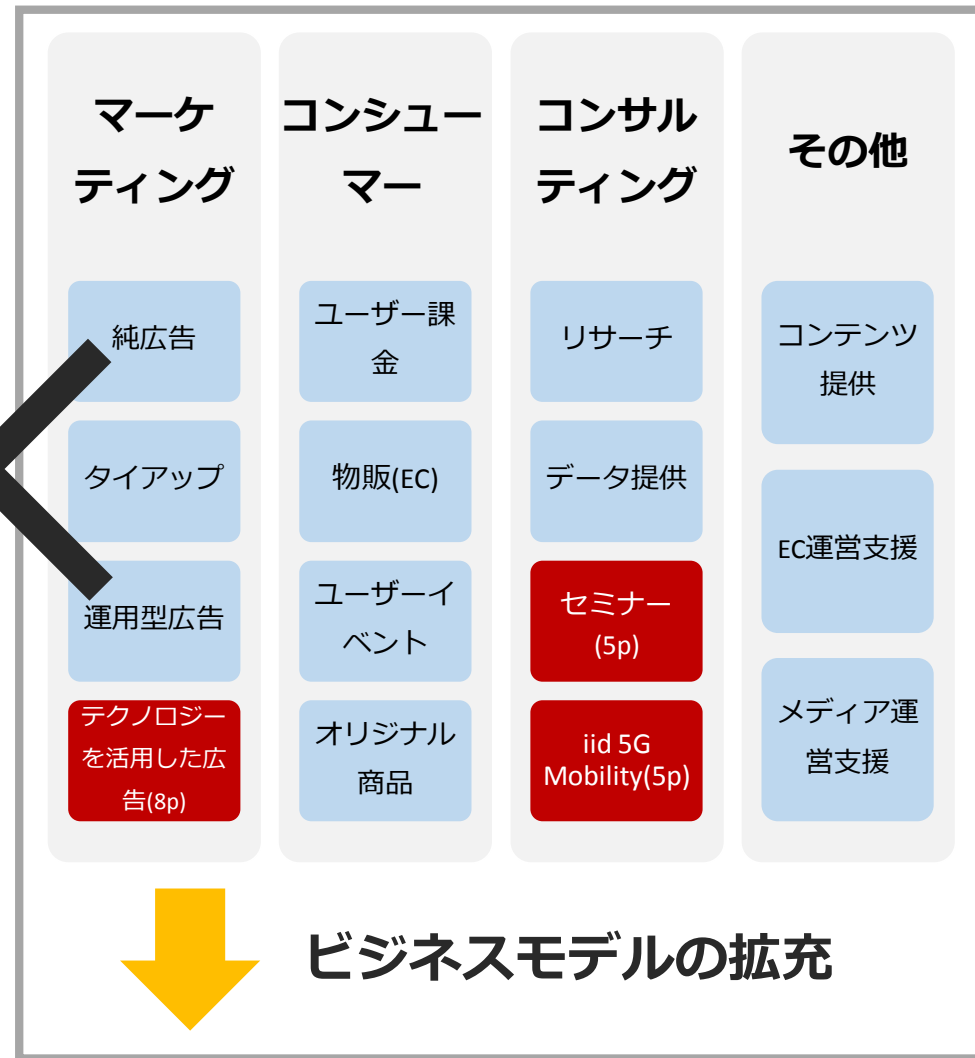 マーケ
ティング
純広告
タイアップ
運用型広告
テクノロジー
を活用した広
告(8p)
コンシュー
マー
ユーザー課
金
物販(EC)
ユーザーイ
ベント
オリジナル
商品
コンサル
ティング
リサーチ
データ提供
セミナー
(5p)
iid 5G
Mobility(5p)
その他
コンテンツ
提供
EC運営支援
メディア運
営支援
ビジネスモデルの拡充